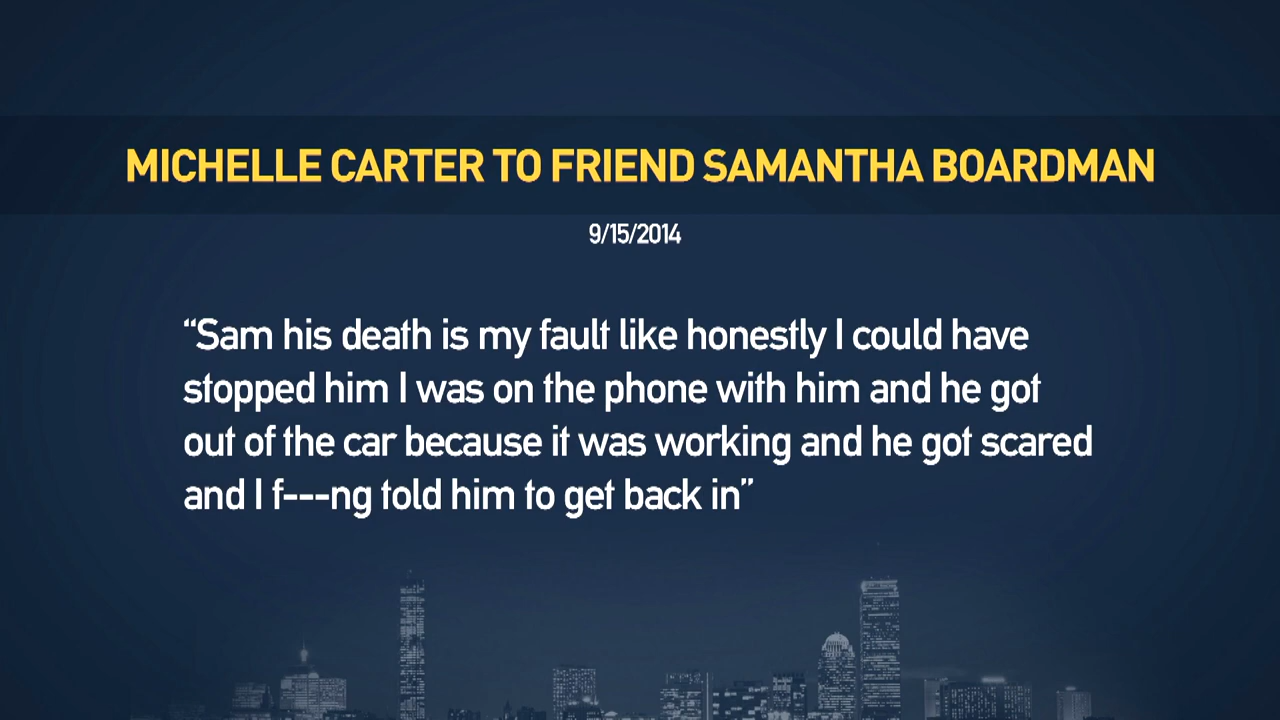 MICHELLE CARTER TO FRIEND SAMANTHA BOARDMAN
9/15/2014
“Sam his death is my fault like honestly I could have
stopped him I was on the phone with him and he got
out of the car because it was working and he got scared
and I f---ng told him to get back in”